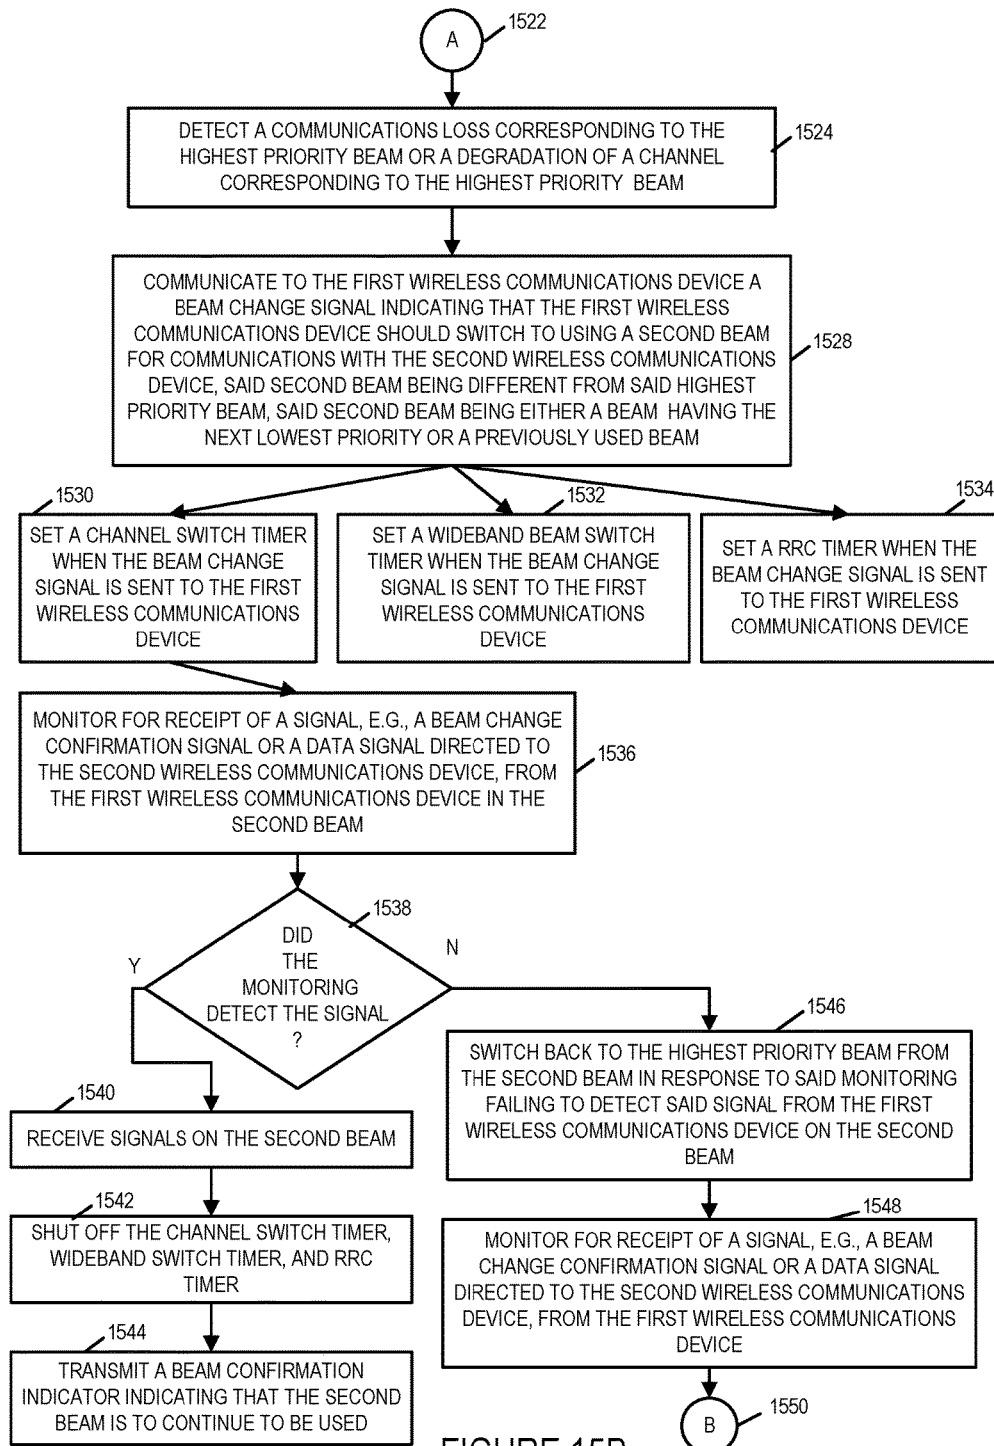 A
1522
DETECT A COMMUNICATIONS LOSS CORRESPONDING TO THE
HIGHEST PRIORITY BEAM OR A DEGRADATION OF A CHANNEL
CORRESPONDING TO THE HIGHEST PRIORITY BEAM
1524
COMMUNICATE TO THE FIRST WIRELESS COMMUNICATIONS DEVICE A
BEAM CHANGE SIGNAL INDICATING THAT THE FIRST WIRELESS
COMMUNICATIONS DEVICE SHOULD SWITCH TO USING A SECOND BEAM
FOR COMMUNICATIONS WITH THE SECOND WIRELESS COMMUNICATIONS
DEVICE, SAID SECOND BEAM BEING DIFFERENT FROM SAID HIGHEST
PRIORITY BEAM, SAID SECOND BEAM BEING EITHER A BEAM HAVING THE
NEXT LOWEST PRIORITY OR A PREVIOUSLY USED BEAM
1528
1530
SET A CHANNEL SWITCH TIMER
WHEN THE BEAM CHANGE
SIGNAL IS SENT TO THE FIRST
WIRELESS COMMUNICATIONS
DEVICE
1532
SET A WIDEBAND BEAM SWITCH
TIMER WHEN THE BEAM CHANGE
SIGNAL IS SENT TO THE FIRST
WIRELESS COMMUNICATIONS
DEVICE
1534
SET A RRC TIMER WHEN THE
BEAM CHANGE SIGNAL IS SENT
TO THE FIRST WIRELESS
COMMUNICATIONS DEVICE
MONITOR FOR RECEIPT OF A SIGNAL, E.G., A BEAM CHANGE
CONFIRMATION SIGNAL OR A DATA SIGNAL DIRECTED TO
THE SECOND WIRELESS COMMUNICATIONS DEVICE, FROM
THE FIRST WIRELESS COMMUNICATIONS DEVICE IN THE
SECOND BEAM
1536
1538
DID
THE
MONITORING
DETECT THE SIGNAL
?
Y
N
1540
RECEIVE SIGNALS ON THE SECOND BEAM
1542
SHUT OFF THE CHANNEL SWITCH TIMER,
WIDEBAND SWITCH TIMER, AND RRC
TIMER
1544
TRANSMIT A BEAM CONFIRMATION
INDICATOR INDICATING THAT THE SECOND
BEAM IS TO CONTINUE TO BE USED
1546
SWITCH BACK TO THE HIGHEST PRIORITY BEAM FROM
THE SECOND BEAM IN RESPONSE TO SAID MONITORING
FAILING TO DETECT SAID SIGNAL FROM THE FIRST
WIRELESS COMMUNICATIONS DEVICE ON THE SECOND
BEAM
1548
MONITOR FOR RECEIPT OF A SIGNAL, E.G., A BEAM
CHANGE CONFIRMATION SIGNAL OR A DATA SIGNAL
DIRECTED TO THE SECOND WIRELESS COMMUNICATIONS
DEVICE, FROM THE FIRST WIRELESS COMMUNICATIONS
DEVICE
B
1550
FIGURE 15B